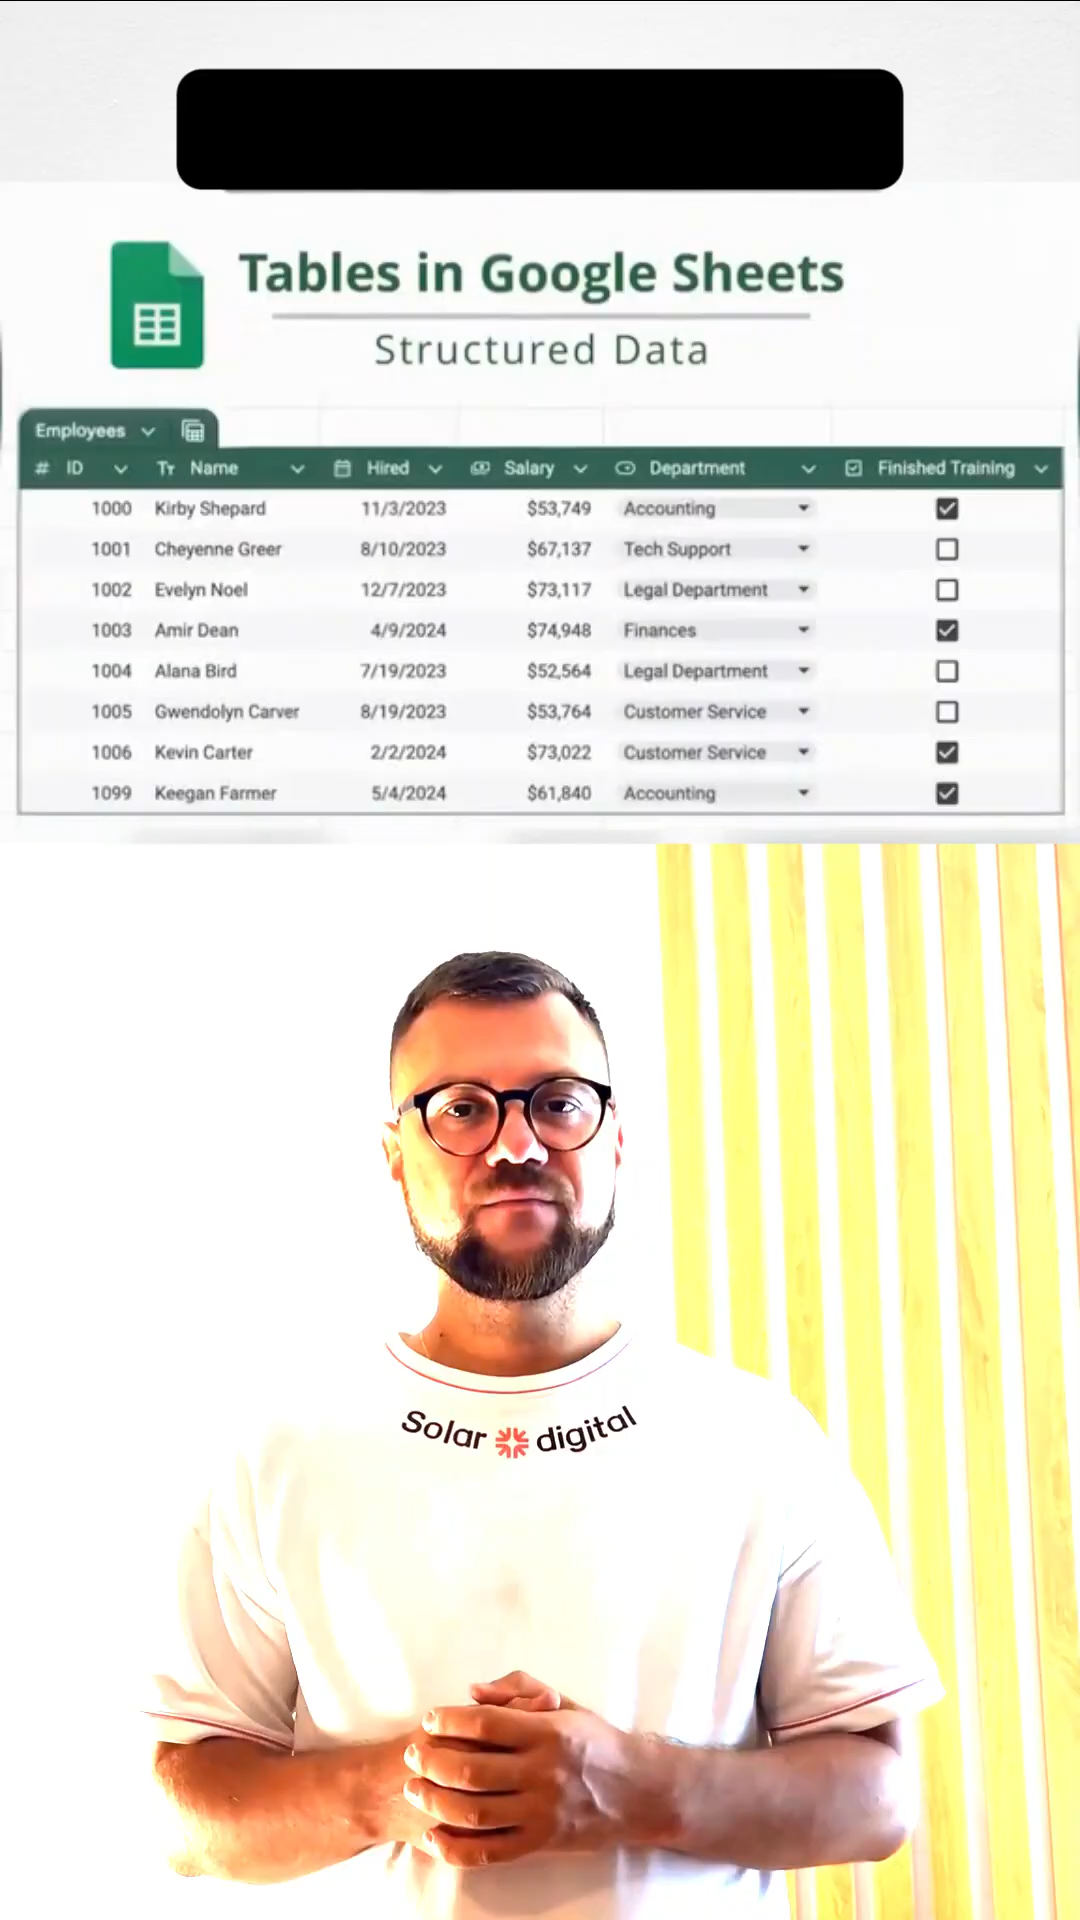 Tables in Google Sheets
Structured Data
Employees
# ID Tт Name Hired Salary Department Finished Training
1000 Kirby Shepard 11/3/2023 $53,749 Accounting
1001 Cheyenne Greer 8/10/2023 $67,137 Tech Support
1002 Evelyn Noel 12/7/2023 $73,117 Legal Department
1003 Amir Dean 4/9/2024 $74,948 Finances
1004 Alana Bird 7/19/2023 $52,564 Legal Department
1005 Gwendolyn Carver 8/19/2023 $53,764 Customer Service
1006 Kevin Carter 2/2/2024 $73,022 Customer Service
1099 Keegan Farmer 5/4/2024 $61,840 Accounting
Solar digital